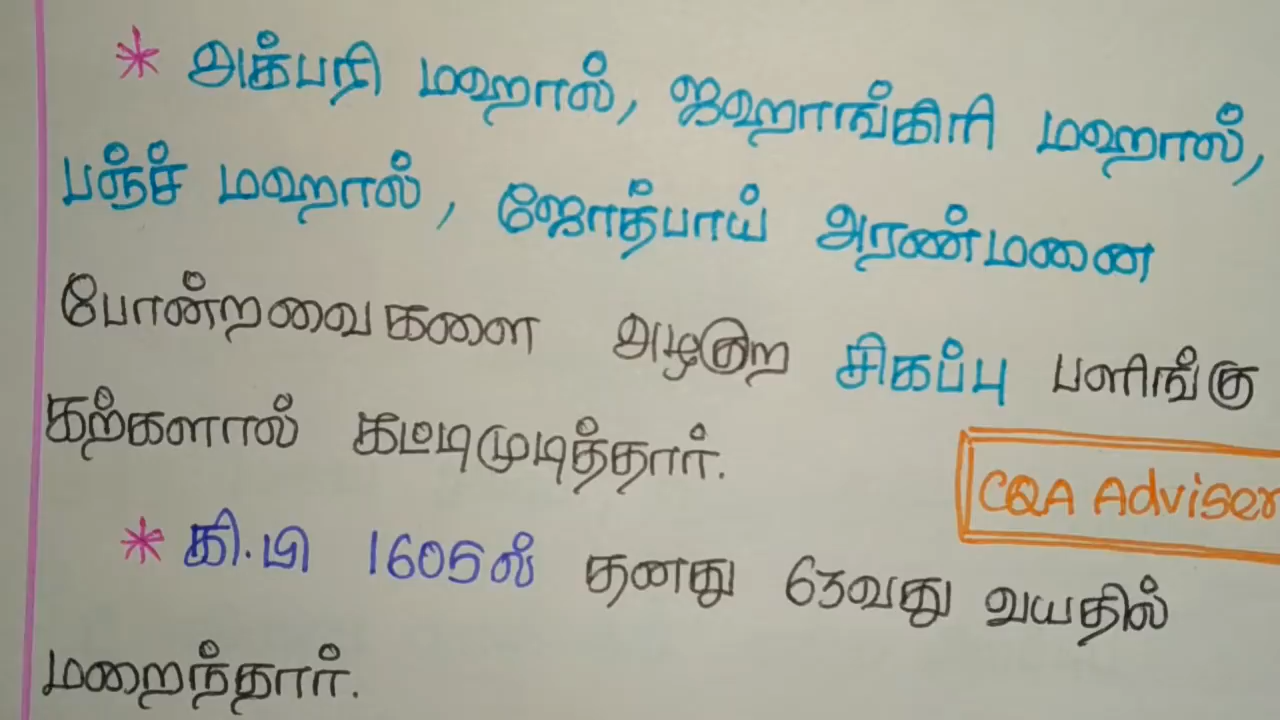 * அக்பரி மஹால், ஜஹாங்கிரி மஹால்,
பஞ்ச் மஹால், ஜோத்பாய் அரண்மனை
போன்றவைகளை அழகுற சிகப்பு பளிங்கு
கற்களால் கட்டிமுடித்தார்.
CQA Adviser
* கி.பி 1605ல் தனது 63வது வயதில்
மறைந்தார்.